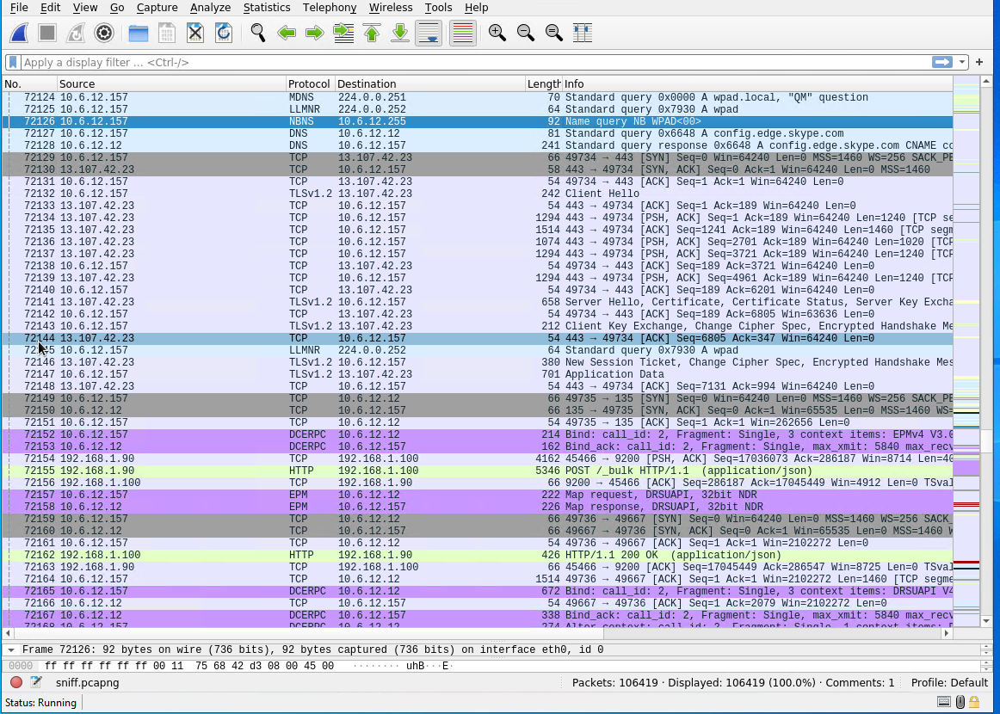 File Edit View Go Capture Analyze Statistics Telephony Wireless Tools Help
Apply a display filter ... <Ctrl-/>
No. Source Protocol Destination Length Info
72124 10.6.12.157 MDNS 224.0.0.251 70 Standard query 0x0000 A wpad.local, "QM" question
72125 10.6.12.157 LLMNR 224.0.0.252 64 Standard query 0x7930 A wpad
72126 10.6.12.157 NBNS 10.6.12.255 92 Name query NB WPAD<00>
72127 10.6.12.157 DNS 10.6.12.12 81 Standard query 0x6648 A config.edge.skype.com
72128 10.6.12.12 DNS 10.6.12.157 241 Standard query response 0x6648 A config.edge.skype.com CNAME co
72129 10.6.12.157 TCP 13.107.42.23 66 49734 → 443 [SYN] Seq=0 Win=64240 Len=0 MSS=1460 WS=256 SACK_PE
72130 13.107.42.23 TCP 10.6.12.157 58 443 → 49734 [SYN, ACK] Seq=0 Ack=1 Win=64240 Len=0 MSS=1460
72131 10.6.12.157 TCP 13.107.42.23 54 49734 → 443 [ACK] Seq=1 Ack=1 Win=64240 Len=0
72132 10.6.12.157 TLSv1.2 13.107.42.23 242 Client Hello
72133 13.107.42.23 TCP 10.6.12.157 54 443 → 49734 [ACK] Seq=1 Ack=189 Win=64240 Len=0
72134 13.107.42.23 TCP 10.6.12.157 1294 443 → 49734 [PSH, ACK] Seq=1 Ack=189 Win=64240 Len=1240 [TCP se
72135 13.107.42.23 TCP 10.6.12.157 1514 443 → 49734 [ACK] Seq=1241 Ack=189 Win=64240 Len=1460 [TCP segm
72136 13.107.42.23 TCP 10.6.12.157 1074 443 → 49734 [PSH, ACK] Seq=2701 Ack=189 Win=64240 Len=1020 [TCP
72137 13.107.42.23 TCP 10.6.12.157 1294 443 → 49734 [PSH, ACK] Seq=3721 Ack=189 Win=64240 Len=1240 [TCP
72138 10.6.12.157 TCP 13.107.42.23 54 49734 → 443 [ACK] Seq=189 Ack=3721 Win=64240 Len=0
72139 13.107.42.23 TCP 10.6.12.157 1294 443 → 49734 [PSH, ACK] Seq=4961 Ack=189 Win=64240 Len=1240 [TCP
72140 10.6.12.157 TCP 13.107.42.23 54 49734 → 443 [ACK] Seq=189 Ack=6201 Win=64240 Len=0
72141 13.107.42.23 TLSv1.2 10.6.12.157 658 Server Hello, Certificate, Certificate Status, Server Key Excha
72142 10.6.12.157 TCP 13.107.42.23 54 49734 → 443 [ACK] Seq=189 Ack=6805 Win=63636 Len=0
72143 10.6.12.157 TLSv1.2 13.107.42.23 212 Client Key Exchange, Change Cipher Spec, Encrypted Handshake Me
72144 13.107.42.23 TCP 10.6.12.157 54 443 → 49734 [ACK] Seq=6805 Ack=347 Win=64240 Len=0
72145 10.6.12.157 LLMNR 224.0.0.252 64 Standard query 0x7930 A wpad
72146 13.107.42.23 TLSv1.2 10.6.12.157 380 New Session Ticket, Change Cipher Spec, Encrypted Handshake Mes
72147 10.6.12.157 TLSv1.2 13.107.42.23 701 Application Data
72148 13.107.42.23 TCP 10.6.12.157 54 443 → 49734 [ACK] Seq=7131 Ack=994 Win=64240 Len=0
72149 10.6.12.157 TCP 10.6.12.12 66 49735 → 135 [SYN] Seq=0 Win=64240 Len=0 MSS=1460 WS=256 SACK_PE
72150 10.6.12.12 TCP 10.6.12.157 66 135 → 49735 [SYN, ACK] Seq=0 Ack=1 Win=65535 Len=0 MSS=1460 WS=
72151 10.6.12.157 TCP 10.6.12.12 54 49735 → 135 [ACK] Seq=1 Ack=1 Win=262656 Len=0
72152 10.6.12.157 DCERPC 10.6.12.12 214 Bind: call_id: 2, Fragment: Single, 3 context items: EPMv4 V3.0
72153 10.6.12.12 DCERPC 10.6.12.157 162 Bind_ack: call_id: 2, Fragment: Single, max_xmit: 5840 max_recv
72154 192.168.1.90 TCP 192.168.1.100 4162 45466 → 9200 [PSH, ACK] Seq=17036073 Ack=286187 Win=8714 Len=40
72155 192.168.1.90 HTTP 192.168.1.100 5346 POST /_bulk HTTP/1.1 (application/json)
72156 192.168.1.100 TCP 192.168.1.90 66 9200 → 45466 [ACK] Seq=286187 Ack=17045449 Win=4912 Len=0 TSval
72157 10.6.12.157 EPM 10.6.12.12 222 Map request, DRSUAPI, 32bit NDR
72158 10.6.12.12 EPM 10.6.12.157 226 Map response, DRSUAPI, 32bit NDR
72159 10.6.12.157 TCP 10.6.12.12 66 49736 → 49667 [SYN] Seq=0 Win=64240 Len=0 MSS=1460 WS=256 SACK_
72160 10.6.12.12 TCP 10.6.12.157 66 49667 → 49736 [SYN, ACK] Seq=0 Ack=1 Win=65535 Len=0 MSS=1460 W
72161 10.6.12.157 TCP 10.6.12.12 54 49736 → 49667 [ACK] Seq=1 Ack=1 Win=2102272 Len=0
72162 192.168.1.100 HTTP 192.168.1.90 426 HTTP/1.1 200 OK (application/json)
72163 192.168.1.90 TCP 192.168.1.100 66 45466 → 9200 [ACK] Seq=17045449 Ack=286547 Win=8725 Len=0 TSval
72164 10.6.12.157 TCP 10.6.12.12 1514 49736 → 49667 [ACK] Seq=1 Ack=1 Win=2102272 Len=1460 [TCP segme
72165 10.6.12.157 DCERPC 10.6.12.12 672 Bind: call_id: 2, Fragment: Single, 3 context items: DRSUAPI V4
72166 10.6.12.12 TCP 10.6.12.157 54 49667 → 49736 [ACK] Seq=1 Ack=2079 Win=2102272 Len=0
72167 10.6.12.12 DCERPC 10.6.12.157 338 Bind_ack: call_id: 2, Fragment: Single, max_xmit: 5840 max_recv
Frame 72126: 92 bytes on wire (736 bits), 92 bytes captured (736 bits) on interface eth0, id 0
0000 ff ff ff ff ff ff 00 11 75 68 42 d3 08 00 45 00 ········ uhB···E·
sniff.pcapng Packets: 106419 · Displayed: 106419 (100.0%) · Comments: 1 Profile: Default
Status: Running